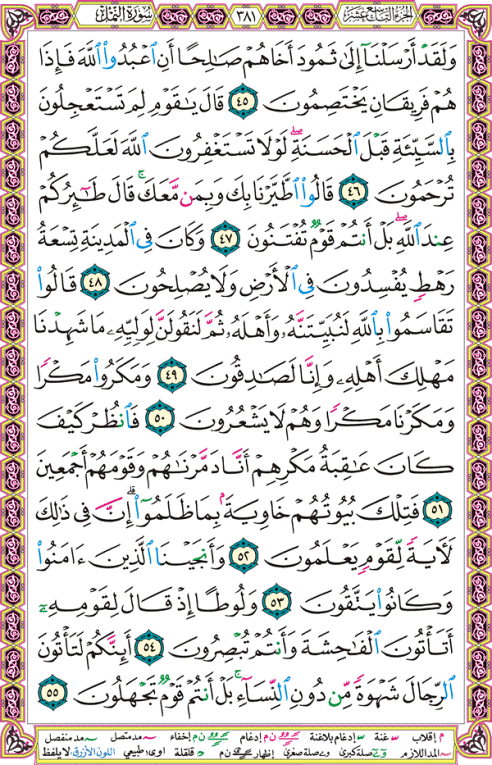 الجزء التاسع عشر ٣٨١ سورة النمل
وَلَقَدۡ أَرۡسَلۡنَآ إِلَىٰ ثَمُودَ أَخَاهُمۡ صَٰلِحًا أَنِ ٱعۡبُدُواْ ٱللَّهَ فَإِذَا
هُمۡ فَرِيقَانِ يَخۡتَصِمُونَ ٤٥ قَالَ يَٰقَوۡمِ لِمَ تَسۡتَعۡجِلُونَ
بِٱلسَّيِّئَةِ قَبۡلَ ٱلۡحَسَنَةِۖ لَوۡلَا تَسۡتَغۡفِرُونَ ٱللَّهَ لَعَلَّكُمۡ
تُرۡحَمُونَ ٤٦ قَالُواْ ٱطَّيَّرۡنَا بِكَ وَبِمَن مَّعَكَۚ قَالَ طَٰٓئِرُكُمۡ
عِندَ ٱللَّهِۖ بَلۡ أَنتُمۡ قَوۡمٞ تُفۡتَنُونَ ٤٧ وَكَانَ فِي ٱلۡمَدِينَةِ تِسۡعَةُ
رَهۡطٖ يُفۡسِدُونَ فِي ٱلۡأَرۡضِ وَلَا يُصۡلِحُونَ ٤٨ قَالُواْ
تَقَاسَمُواْ بِٱللَّهِ لَنُبَيِّتَنَّهُۥ وَأَهۡلَهُۥ ثُمَّ لَنَقُولَنَّ لِوَلِيِّهِۦ مَا شَهِدۡنَا
مَهۡلِكَ أَهۡلِهِۦ وَإِنَّا لَصَٰدِقُونَ ٤٩ وَمَكَرُواْ مَكۡرٗا
وَمَكَرۡنَا مَكۡرٗا وَهُمۡ لَا يَشۡعُرُونَ ٥٠ فَٱنظُرۡ كَيۡفَ
كَانَ عَٰقِبَةُ مَكۡرِهِمۡ أَنَّا دَمَّرۡنَٰهُمۡ وَقَوۡمَهُمۡ أَجۡمَعِينَ
٥١ فَتِلۡكَ بُيُوتُهُمۡ خَاوِيَةَۢ بِمَا ظَلَمُوٓاْۚ إِنَّ فِي ذَٰلِكَ
لَأٓيَةٗ لِّقَوۡمٖ يَعۡلَمُونَ ٥٢ وَأَنجَيۡنَا ٱلَّذِينَ ءَامَنُواْ
وَكَانُواْ يَتَّقُونَ ٥٣ وَلُوطًا إِذۡ قَالَ لِقَوۡمِهِۦٓ
أَتَأۡتُونَ ٱلۡفَٰحِشَةَ وَأَنتُمۡ تُبۡصِرُونَ ٥٤ أَئِنَّكُمۡ لَتَأۡتُونَ
ٱلرِّجَالَ شَهۡوَةٗ مِّن دُونِ ٱلنِّسَآءِۚ بَلۡ أَنتُمۡ قَوۡمٞ تَجۡهَلُونَ ٥٥
م إقلاب س غنة إدغام بلاغنة ن م إدغام ن م إخفاء مد متصل مد منفصل
المد اللازم وصلة كبرى وصلة صغرى إظهار ن م قلقلة اوى طبيعي اللون الأزرق لا يلفظ